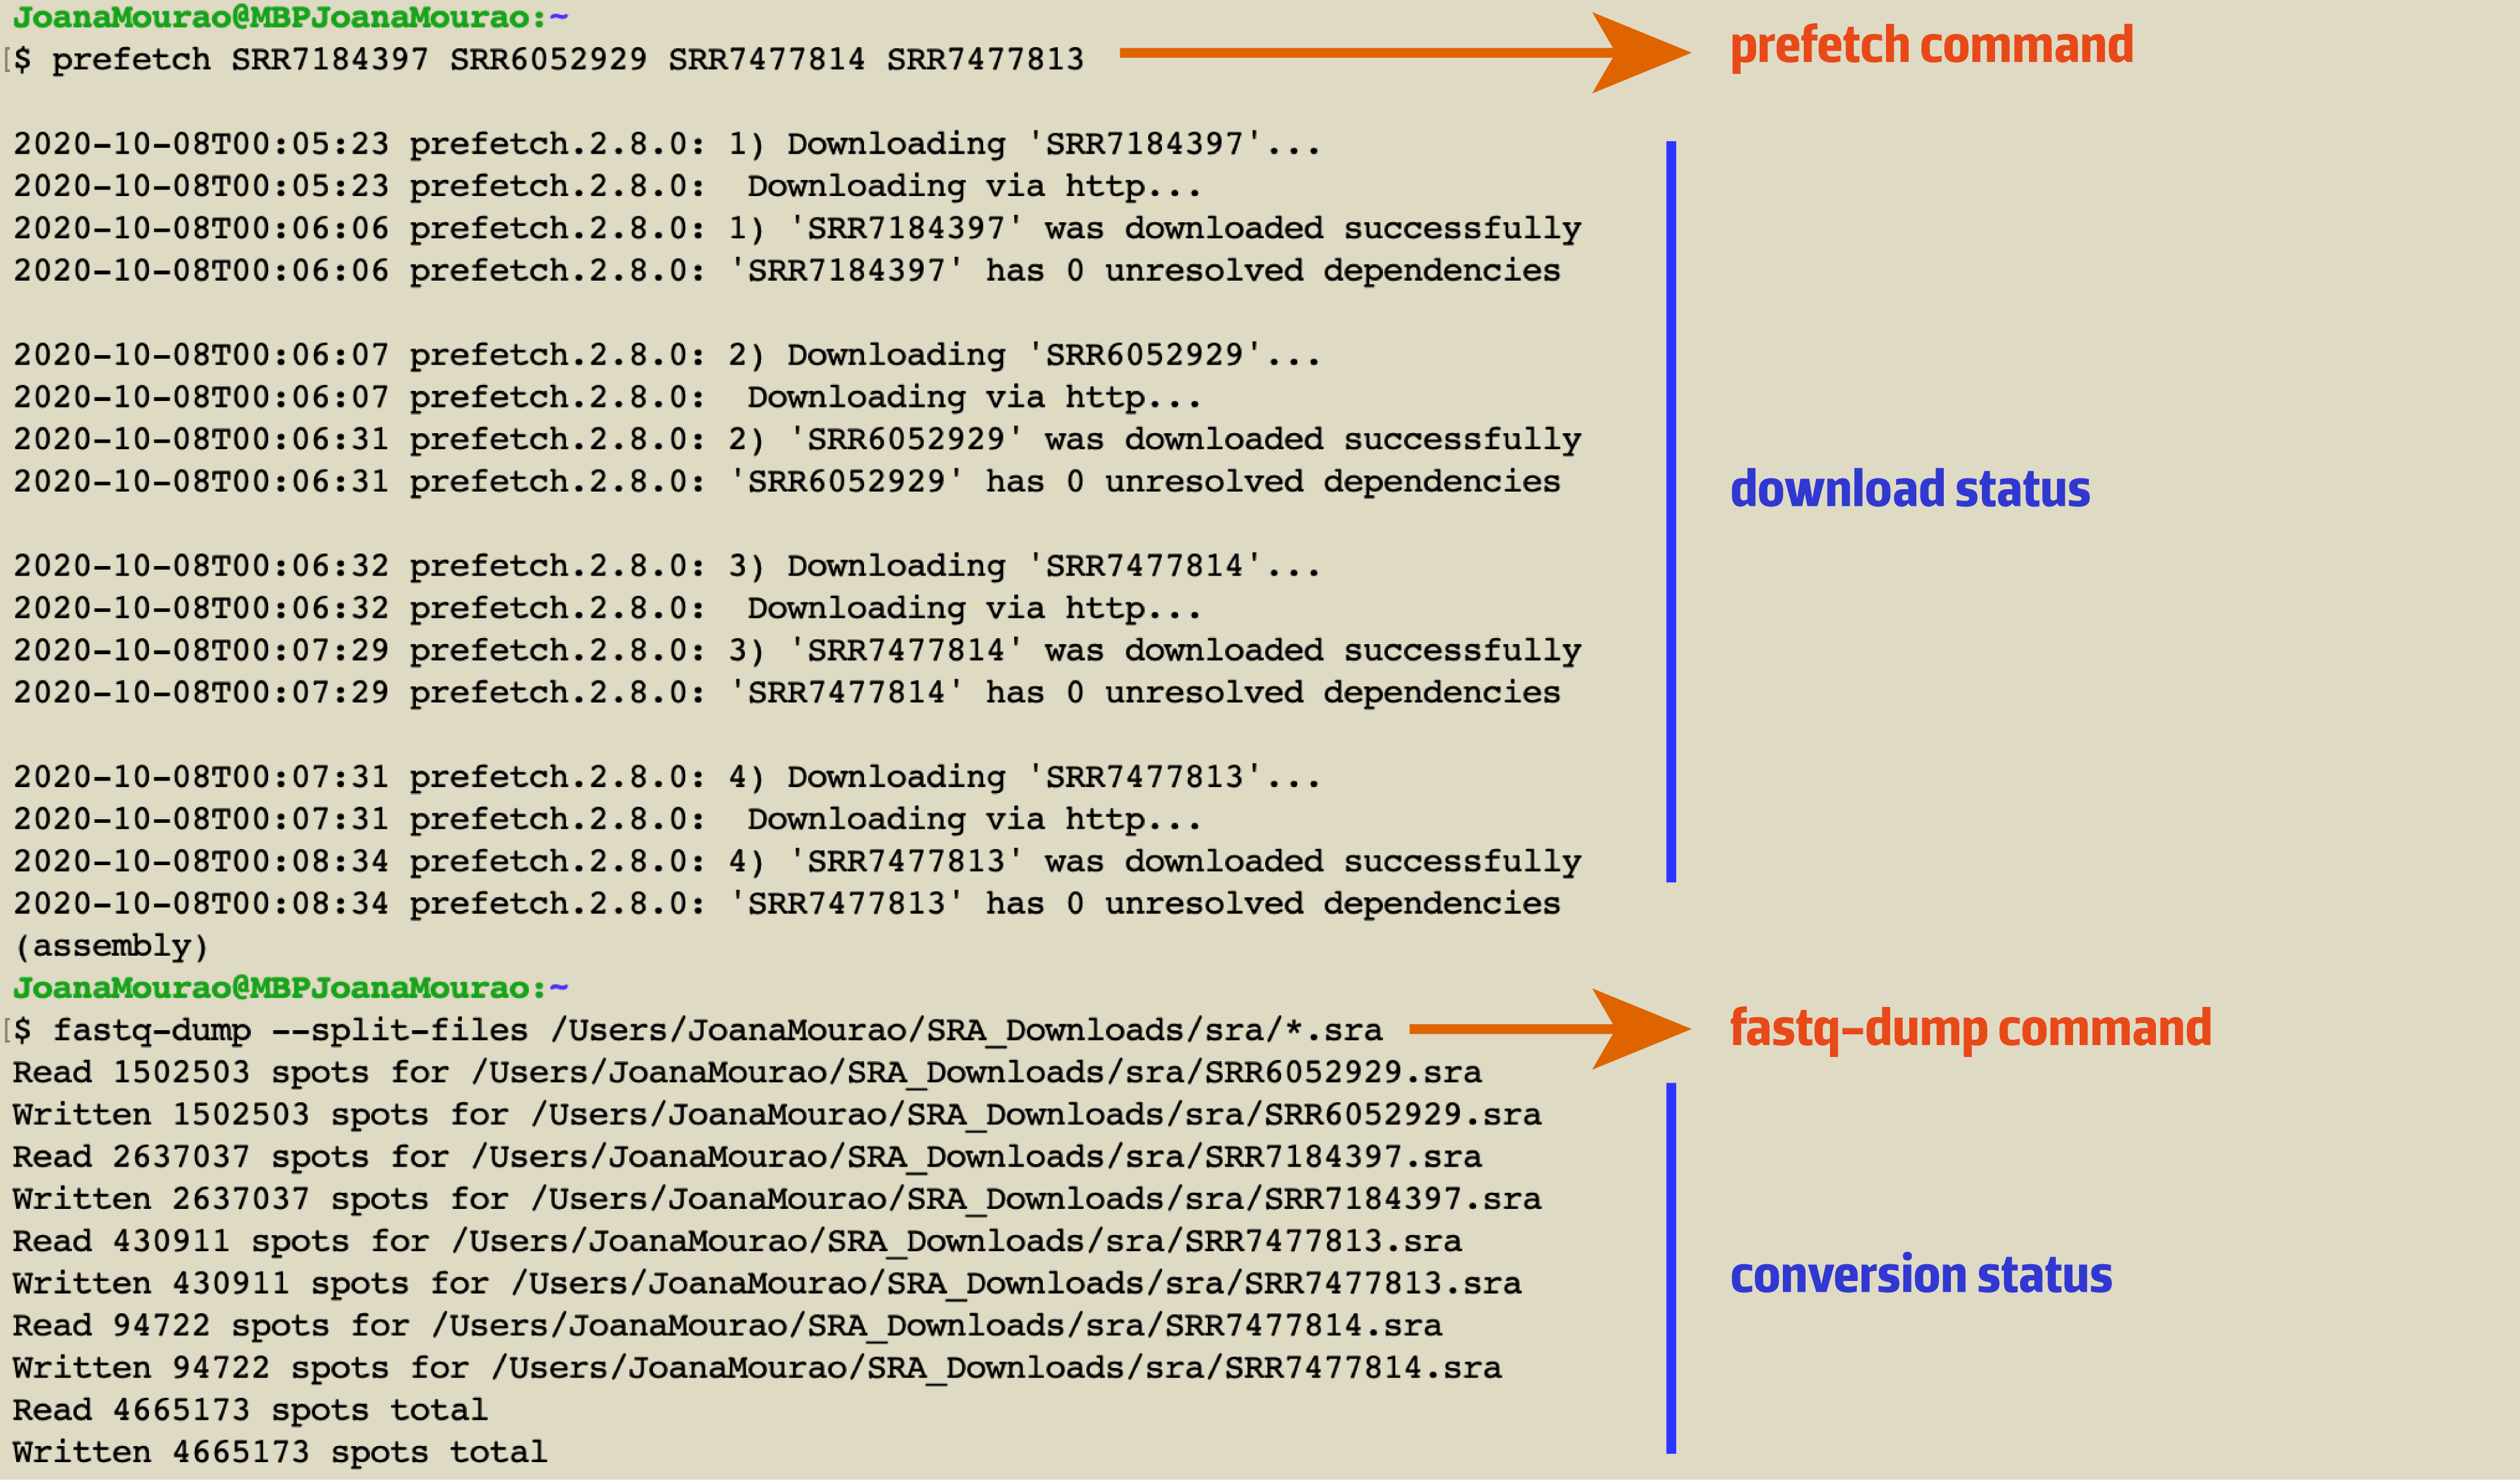 JoanaMourao@MBPJoanaMourao:~
[$ prefetch SRR7184397 SRR6052929 SRR7477814 SRR7477813
prefetch command
2020-10-08T00:05:23 prefetch.2.8.0: 1) Downloading 'SRR7184397'...
2020-10-08T00:05:23 prefetch.2.8.0:  Downloading via http...
2020-10-08T00:06:06 prefetch.2.8.0: 1) 'SRR7184397' was downloaded successfully
2020-10-08T00:06:06 prefetch.2.8.0: 'SRR7184397' has 0 unresolved dependencies
2020-10-08T00:06:07 prefetch.2.8.0: 2) Downloading 'SRR6052929'...
2020-10-08T00:06:07 prefetch.2.8.0:  Downloading via http...
2020-10-08T00:06:31 prefetch.2.8.0: 2) 'SRR6052929' was downloaded successfully
2020-10-08T00:06:31 prefetch.2.8.0: 'SRR6052929' has 0 unresolved dependencies
download status
2020-10-08T00:06:32 prefetch.2.8.0: 3) Downloading 'SRR7477814'...
2020-10-08T00:06:32 prefetch.2.8.0:  Downloading via http...
2020-10-08T00:07:29 prefetch.2.8.0: 3) 'SRR7477814' was downloaded successfully
2020-10-08T00:07:29 prefetch.2.8.0: 'SRR7477814' has 0 unresolved dependencies
2020-10-08T00:07:31 prefetch.2.8.0: 4) Downloading 'SRR7477813'...
2020-10-08T00:07:31 prefetch.2.8.0:  Downloading via http...
2020-10-08T00:08:34 prefetch.2.8.0: 4) 'SRR7477813' was downloaded successfully
2020-10-08T00:08:34 prefetch.2.8.0: 'SRR7477813' has 0 unresolved dependencies
(assembly)
JoanaMourao@MBPJoanaMourao:~
[$ fastq-dump --split-files /Users/JoanaMourao/SRA_Downloads/sra/*.sra
fastq-dump command
Read 1502503 spots for /Users/JoanaMourao/SRA_Downloads/sra/SRR6052929.sra
Written 1502503 spots for /Users/JoanaMourao/SRA_Downloads/sra/SRR6052929.sra
Read 2637037 spots for /Users/JoanaMourao/SRA_Downloads/sra/SRR7184397.sra
Written 2637037 spots for /Users/JoanaMourao/SRA_Downloads/sra/SRR7184397.sra
Read 430911 spots for /Users/JoanaMourao/SRA_Downloads/sra/SRR7477813.sra
Written 430911 spots for /Users/JoanaMourao/SRA_Downloads/sra/SRR7477813.sra
conversion status
Read 94722 spots for /Users/JoanaMourao/SRA_Downloads/sra/SRR7477814.sra
Written 94722 spots for /Users/JoanaMourao/SRA_Downloads/sra/SRR7477814.sra
Read 4665173 spots total
Written 4665173 spots total